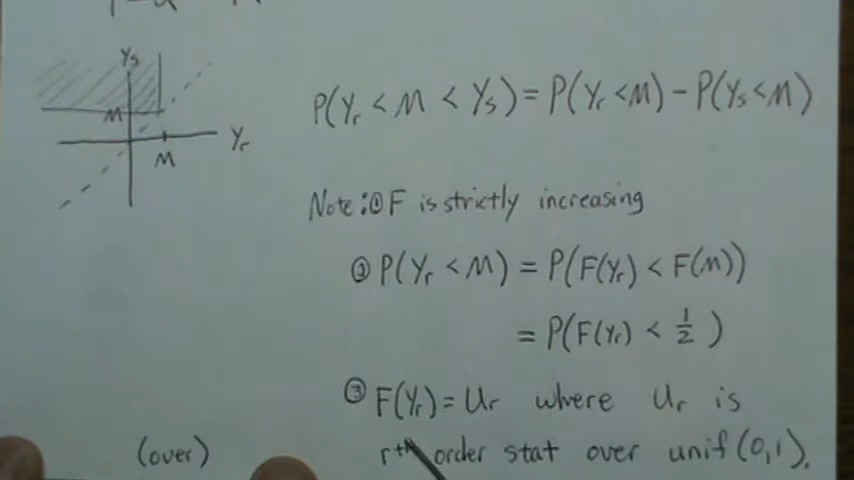 Ys
M
Yr
M
P(Yr < M < Ys) = P(Yr < M) - P(Ys < M)
Note: ① F is strictly increasing
② P(Yr < M) = P(F(Yr) < F(M))
= P(F(Yr) < 1/2)
③ F(Yr) = Ur where Ur is
rth order stat over unif (0,1).
(over)